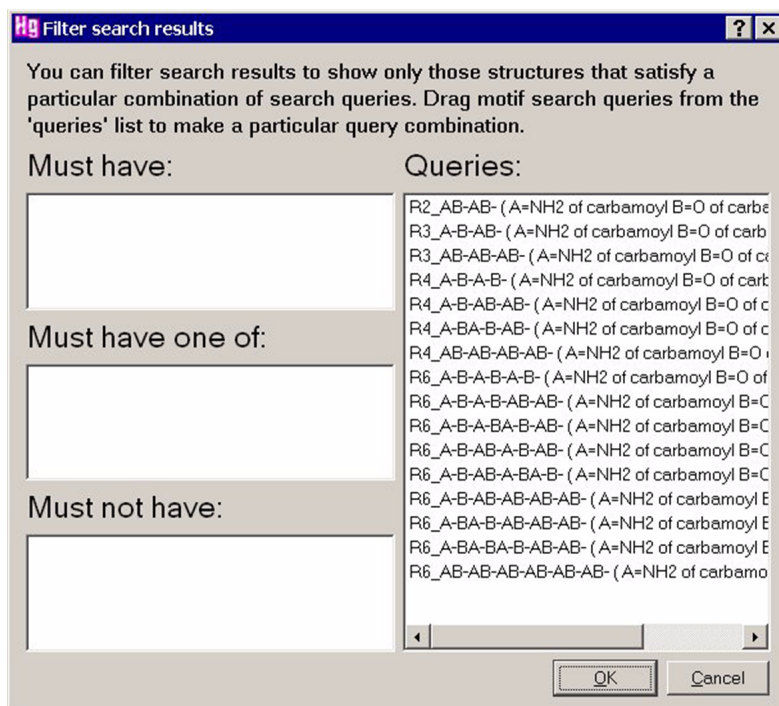 Hg Filter search results
You can filter search results to show only those structures that satisfy a
particular combination of search queries. Drag motif search queries from the
'queries' list to make a particular query combination.
Must have:
Queries:
R2_AB-AB- ( A=NH2 of carbamoyl B=O of carba
R3_A-B-AB- ( A=NH2 of carbamoyl B=O of carb
R3_AB-AB-AB- ( A=NH2 of carbamoyl B=O of ca
R4_A-B-A-B- ( A=NH2 of carbamoyl B=O of carb
R4_A-B-AB-AB- ( A=NH2 of carbamoyl B=O of c
R4_A-BA-B-AB- ( A=NH2 of carbamoyl B=O of c
R4_AB-AB-AB-AB- ( A=NH2 of carbamoyl B=O
Must have one of:
R6_A-B-A-B-A-B- ( A=NH2 of carbamoyl B=O of
R6_A-B-A-B-AB-AB- ( A=NH2 of carbamoyl B=O
R6_A-B-A-BA-B-AB- ( A=NH2 of carbamoyl B=O
R6_A-B-AB-A-B-AB- ( A=NH2 of carbamoyl B=O
R6_A-B-AB-A-BA-B- ( A=NH2 of carbamoyl B=O
R6_A-B-AB-AB-AB-AB- ( A=NH2 of carbamoyl B
Must not have:
R6_A-BA-B-AB-AB-AB- ( A=NH2 of carbamoyl B
R6_A-BA-BA-B-AB-AB- ( A=NH2 of carbamoyl B
R6_AB-AB-AB-AB-AB-AB- ( A=NH2 of carbamo
OK
Cancel